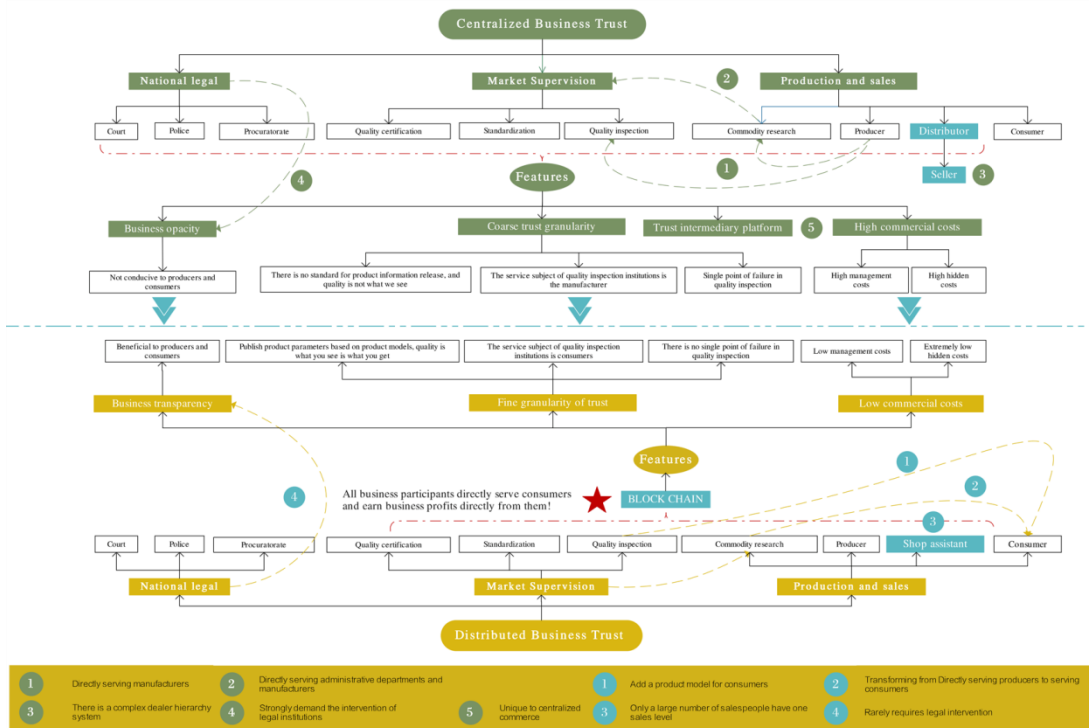 Centralized Business Trust
National legal
Market Supervision
2
Production and sales
Court
Police
Procuratorate
Quality certification
Standardization
Quality inspection
Commodity research
Producer
Distributor
Consumer
4
1
Seller
3
Features
Business opacity
Coarse trust granularity
Trust intermediary platform
5
High commercial costs
Not conducive to producers and
consumers
There is no standard for product information release, and
quality is not what we see
The service subject of quality inspection institutions is
the manufacturer
Single point of failure in
quality inspection
High management
costs
High hidden
costs
Beneficial to producers and
consumers
Publish product parameters based on product models, quality is
what you see is what you get
The service subject of quality inspection
institutions is consumers
There is no single point of failure in
quality inspection
Low management costs
Extremely low
hidden costs
Business transparency
Fine granularity of trust
Low commercial costs
Features
1
4
All business participants directly serve consumers
and earn business profits directly from them!
BLOCK CHAIN
2
3
Court
Police
Procuratorate
Quality certification
Standardization
Quality inspection
Commodity research
Producer
Shop assistant
Consumer
National legal
Market Supervision
Production and sales
Distributed Business Trust
1
Directly serving manufacturers
2
Directly serving administrative departments and
manufacturers
1
Add a product model for consumers
2
Transforming from Directly serving producers to serving
consumers
3
There is a complex dealer hierarchy
system
4
Strongly demand the intervention of
legal institutions
5
Unique to centralized
commerce
3
Only a large number of salespeople have one
sales level
4
Rarely requires legal intervention